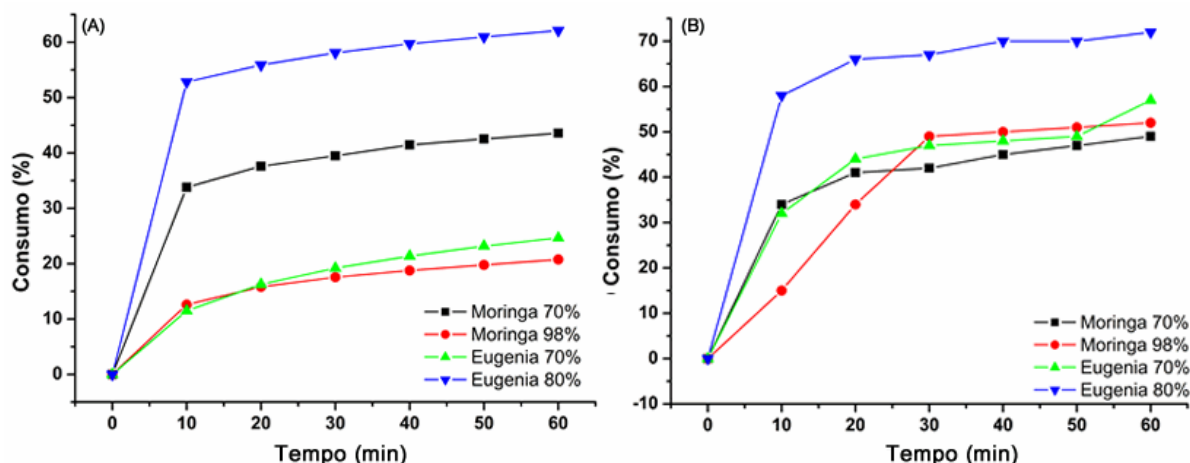 (A)
Consumo (%)
60
50
40
30
20
10
0
Moringa 70%
Moringa 98%
Eugenia 70%
Eugenia 80%
0 10 20 30 40 50 60
Tempo (min)
(B)
Consumo (%)
70
60
50
40
30
20
10
0
-10
Moringa 70%
Moringa 98%
Eugenia 70%
Eugenia 80%
0 10 20 30 40 50 60
Tempo (min)